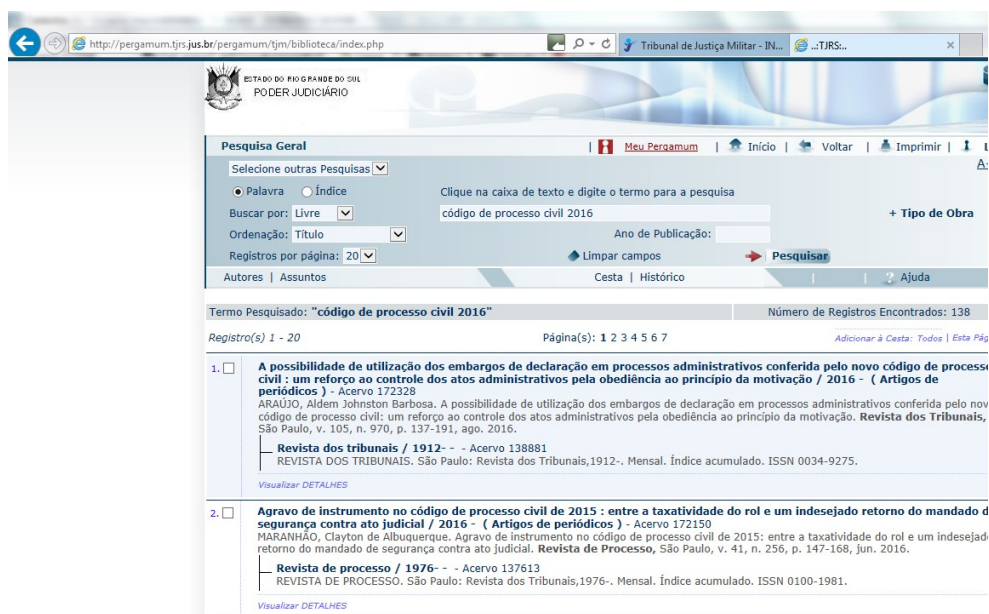 http://pergamum.tjrs.jus.br/pergamum/tjm/biblioteca/index.php
Tribunal de Justiça Militar - IN...
..:TJRS:..
ESTADO DO RIO GRANDE DO SUL
PODER JUDICIÁRIO
Pesquisa Geral | Meu Pergamum | Início | Voltar | Imprimir |
Selecione outras Pesquisas
A-
Palavra Índice Clique na caixa de texto e digite o termo para a pesquisa
Buscar por: Livre código de processo civil 2016 + Tipo de Obra
Ordenação: Título Ano de Publicação:
Registros por página: 20 Limpar campos Pesquisar
Autores | Assuntos Cesta | Histórico Ajuda
Termo Pesquisado: "código de processo civil 2016" Número de Registros Encontrados: 138
Registro(s) 1 - 20 Página(s): 1 2 3 4 5 6 7 Adicionar à Cesta: Todos | Esta Pág
1. A possibilidade de utilização dos embargos de declaração em processos administrativos conferida pelo novo código de processo
civil : um reforço ao controle dos atos administrativos pela obediência ao princípio da motivação / 2016 - ( Artigos de
periódicos ) - Acervo 172328
ARAÚJO, Aldem Johnston Barbosa. A possibilidade de utilização dos embargos de declaração em processos administrativos conferida pelo nov
código de processo civil: um reforço ao controle dos atos administrativos pela obediência ao princípio da motivação. Revista dos Tribunais,
São Paulo, v. 105, n. 970, p. 137-191, ago. 2016.
Revista dos tribunais / 1912- - - Acervo 138881
REVISTA DOS TRIBUNAIS. São Paulo: Revista dos Tribunais,1912-. Mensal. Índice acumulado. ISSN 0034-9275.
Visualizar DETALHES
2. Agravo de instrumento no código de processo civil de 2015 : entre a taxatividade do rol e um indesejado retorno do mandado d
segurança contra ato judicial / 2016 - ( Artigos de periódicos ) - Acervo 172150
MARANHÃO, Clayton de Albuquerque. Agravo de instrumento no código de processo civil de 2015: entre a taxatividade do rol e um indesejado
retorno do mandado de segurança contra ato judicial. Revista de Processo, São Paulo, v. 41, n. 256, p. 147-168, jun. 2016.
Revista de processo / 1976- - - Acervo 137613
REVISTA DE PROCESSO. São Paulo: Revista dos Tribunais,1976-. Mensal. Índice acumulado. ISSN 0100-1981.
Visualizar DETALHES